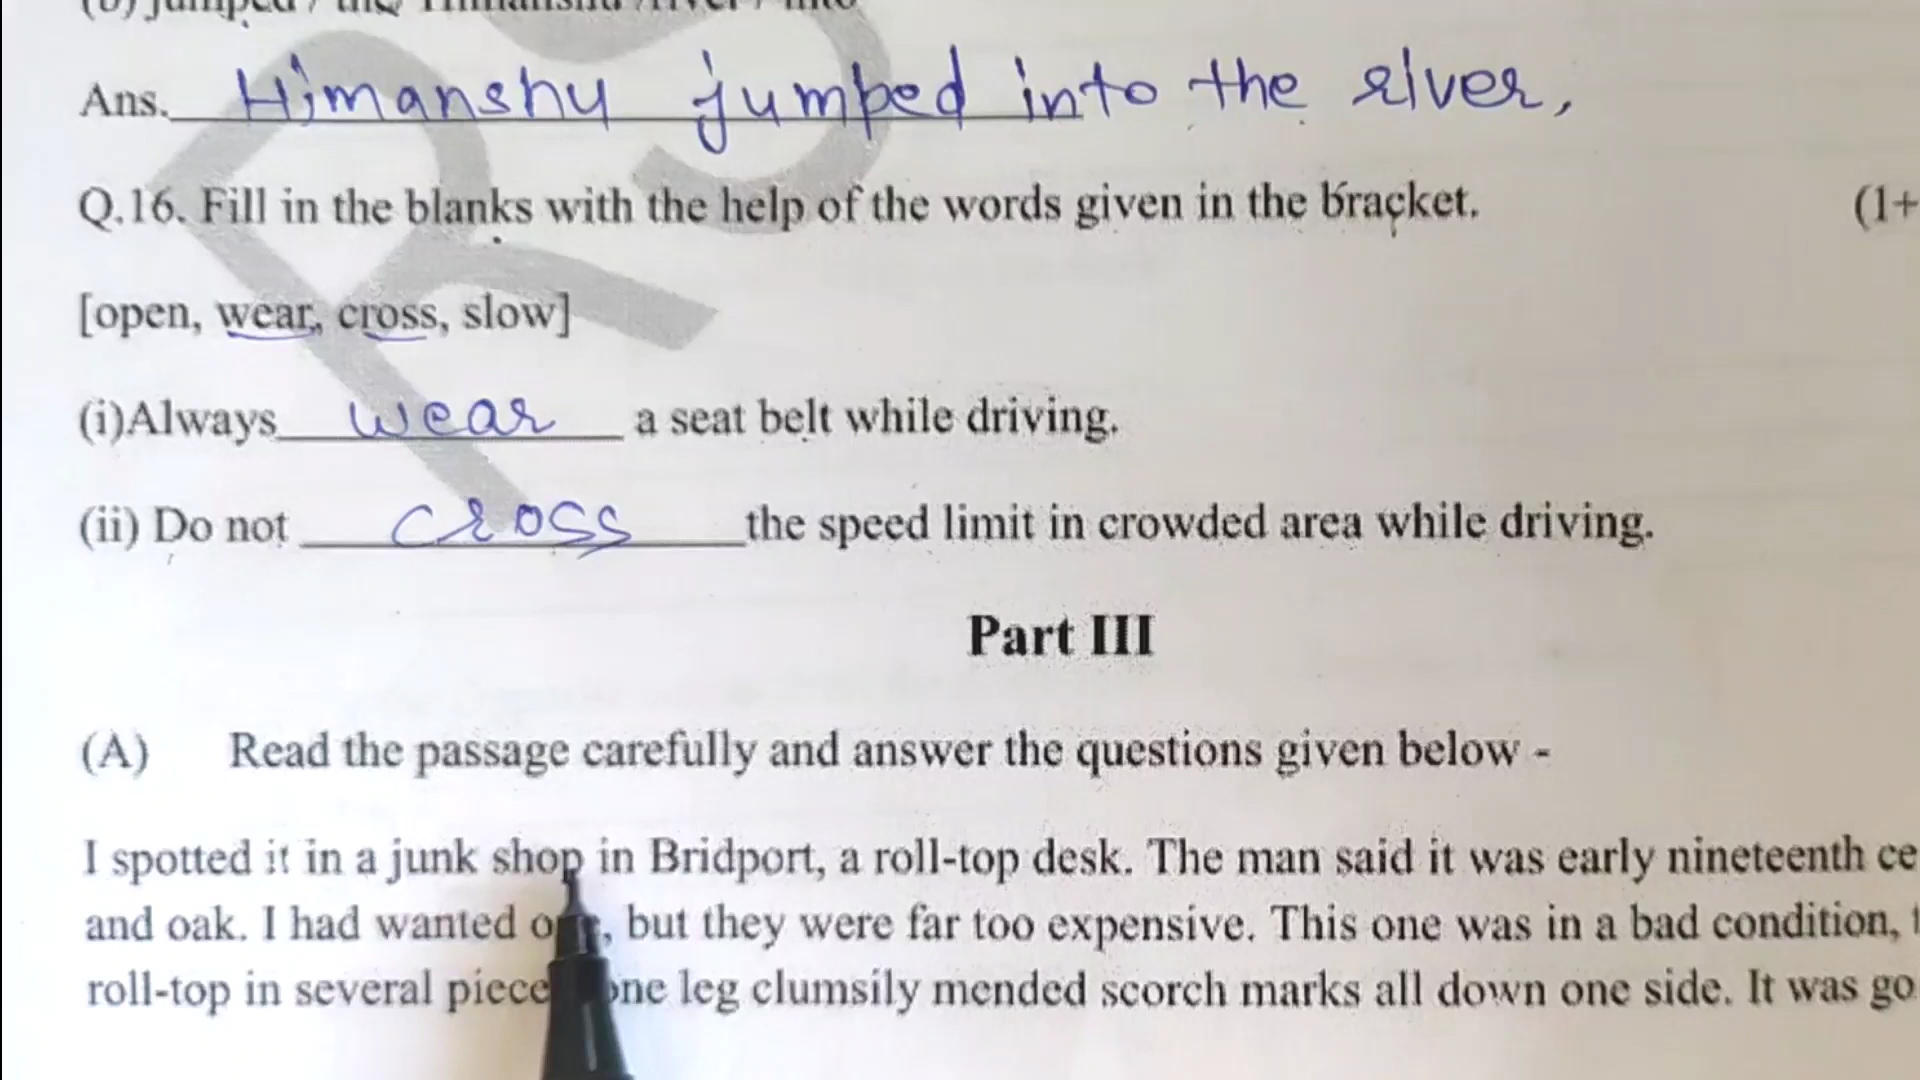 (b) jumped / the Himanshu /river / into
Ans. Himanshu jumped into the river,
Q.16. Fill in the blanks with the help of the words given in the bracket. (1+
[open, wear, cross, slow]
(i)Always wear a seat belt while driving.
(ii) Do not cross the speed limit in crowded area while driving.
Part III
(A) Read the passage carefully and answer the questions given below -
I spotted it in a junk shop in Bridport, a roll-top desk. The man said it was early nineteenth ce
and oak. I had wanted but they were far too expensive. This one was in a bad condition,
roll-top in several leg clumsily mended scorch marks all down one side. It was go